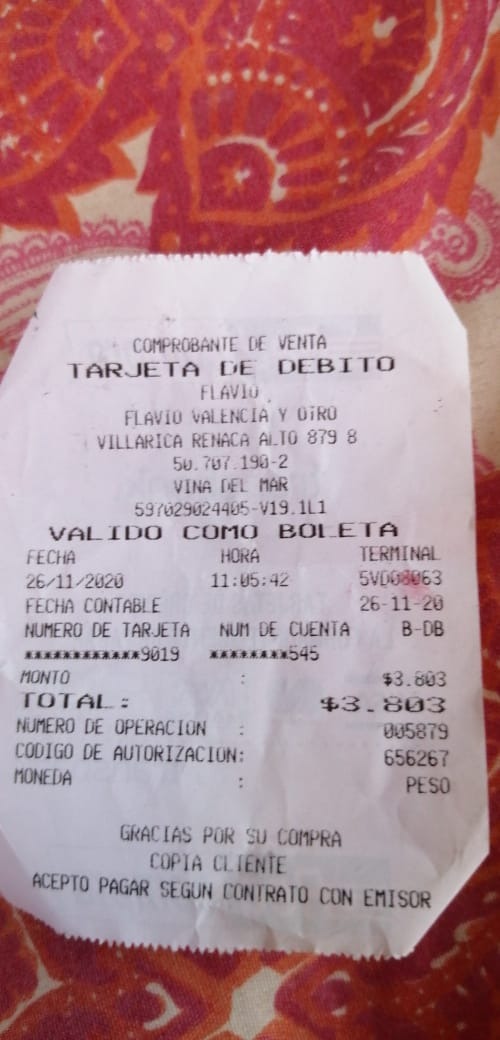 COMPROBANTE DE VENTA
TARJETA DE DEBITO
FLAVIO
FLAVIO VALENCIA Y OTRO
VILLARICA RENACA ALTO 879 8
50.707.190-2
VINA DEL MAR
597029024405-V19.1L1
VALIDO COMO BOLETA
FECHA HORA TERMINAL
26/11/2020 11:05:42 5VD08063
FECHA CONTABLE 26-11-20
NUMERO DE TARJETA NUM DE CUENTA B-DB
************9019 ********545
MONTO : $3.803
TOTAL: $3.803
NUMERO DE OPERACION : 005879
CODIGO DE AUTORIZACION: 656267
MONEDA : PESO
GRACIAS POR SU COMPRA
COPIA CLIENTE
ACEPTO PAGAR SEGUN CONTRATO CON EMISOR